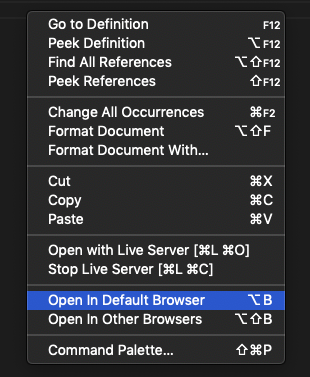 Go to Definition F12
Peek Definition ⌥F12
Find All References ⌥⇧F12
Peek References ⇧F12
Change All Occurrences ⌘F2
Format Document ⌥⇧F
Format Document With...
Cut ⌘X
Copy ⌘C
Paste ⌘V
Open with Live Server [⌘L ⌘O]
Stop Live Server [⌘L ⌘C]
Open In Default Browser ⌥B
Open In Other Browsers ⌥⇧B
Command Palette... ⇧⌘P